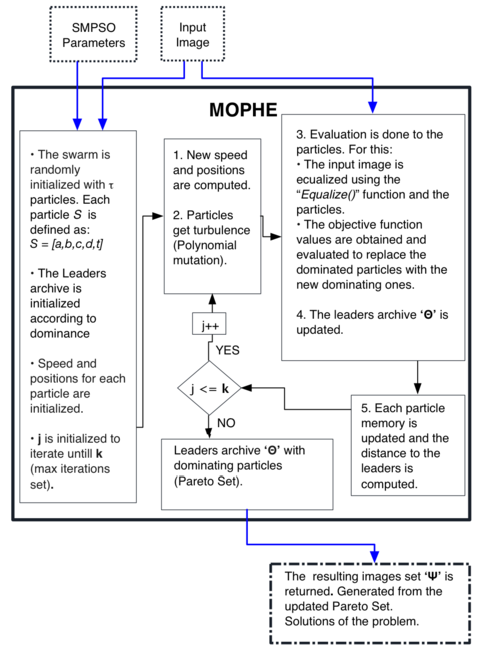 SMPSO
Parameters
Input
Image
MOPHE
• The swarm is
randomly
initialized with τ
particles. Each
particle S is
defined as:
S = [a,b,c,d,t]
• The Leaders
archive is
initialized
according to
dominance
• Speed and
positions for each
particle are
initialized.
• j is initialized to
iterate untill k
(max iterations
set).
1. New speed
and positions
are computed.
2. Particles
get turbulence
(Polynomial
mutation).
3. Evaluation is done to the
particles. For this:
• The input image is
ecualized using the
“Equalize()” function and the
particles.
• The objective function
values are obtained and
evaluated to replace the
dominated particles with the
new dominating ones.
4. The leaders archive ‘Θ’ is
updated.
j++
YES
j <= k
NO
5. Each particle
memory is
updated and the
distance to the
leaders is
computed.
Leaders archive ‘Θ’ with
dominating particles
(Pareto Set).
The resulting images set ‘Ψ’ is
returned. Generated from the
updated Pareto Set.
Solutions of the problem.